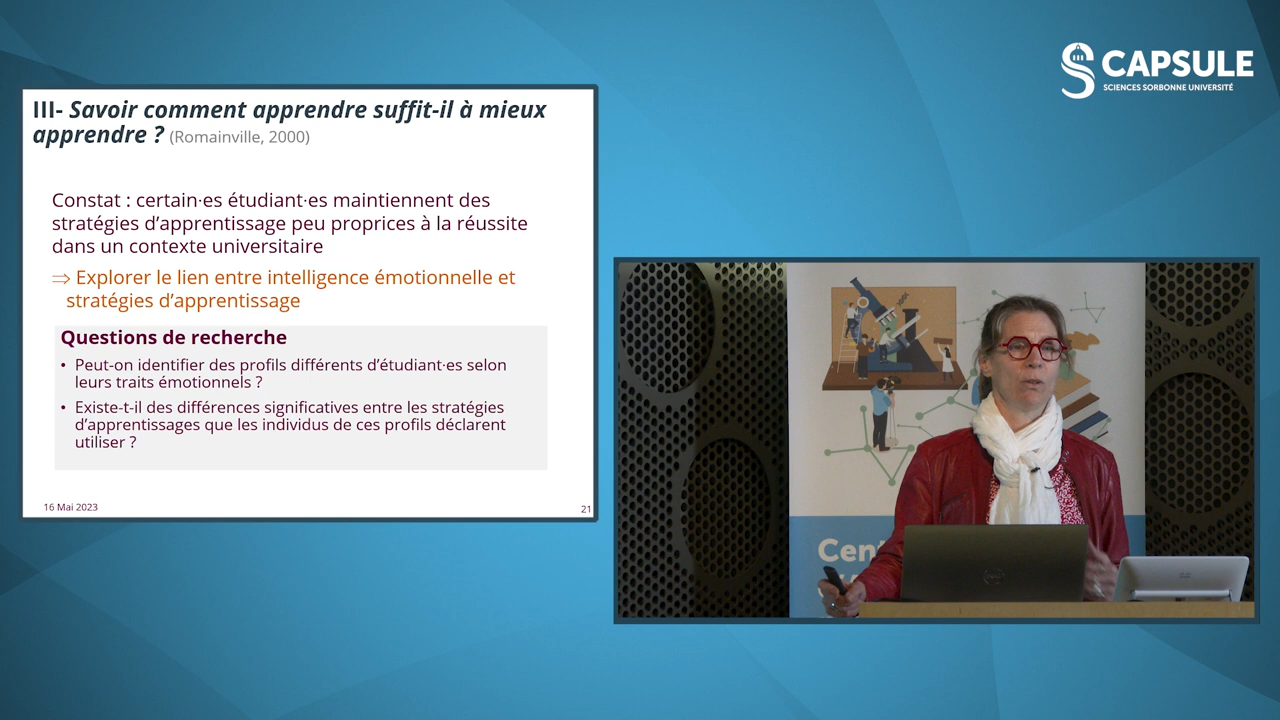 CAPSULE
SCIENCES SORBONNE UNIVERSITÉ
III- Savoir comment apprendre suffit-il à mieux
apprendre ? (Romainville, 2000)
Constat : certain·es étudiant·es maintiennent des
stratégies d’apprentissage peu proprices à la réussite
dans un contexte universitaire
⇒ Explorer le lien entre intelligence émotionnelle et
stratégies d’apprentissage
Questions de recherche
• Peut-on identifier des profils différents d’étudiant·es selon
leurs traits émotionnels ?
• Existe-t-il des différences significatives entre les stratégies
d’apprentissages que les individus de ces profils déclarent
utiliser ?
16 Mai 2023
21
Cen